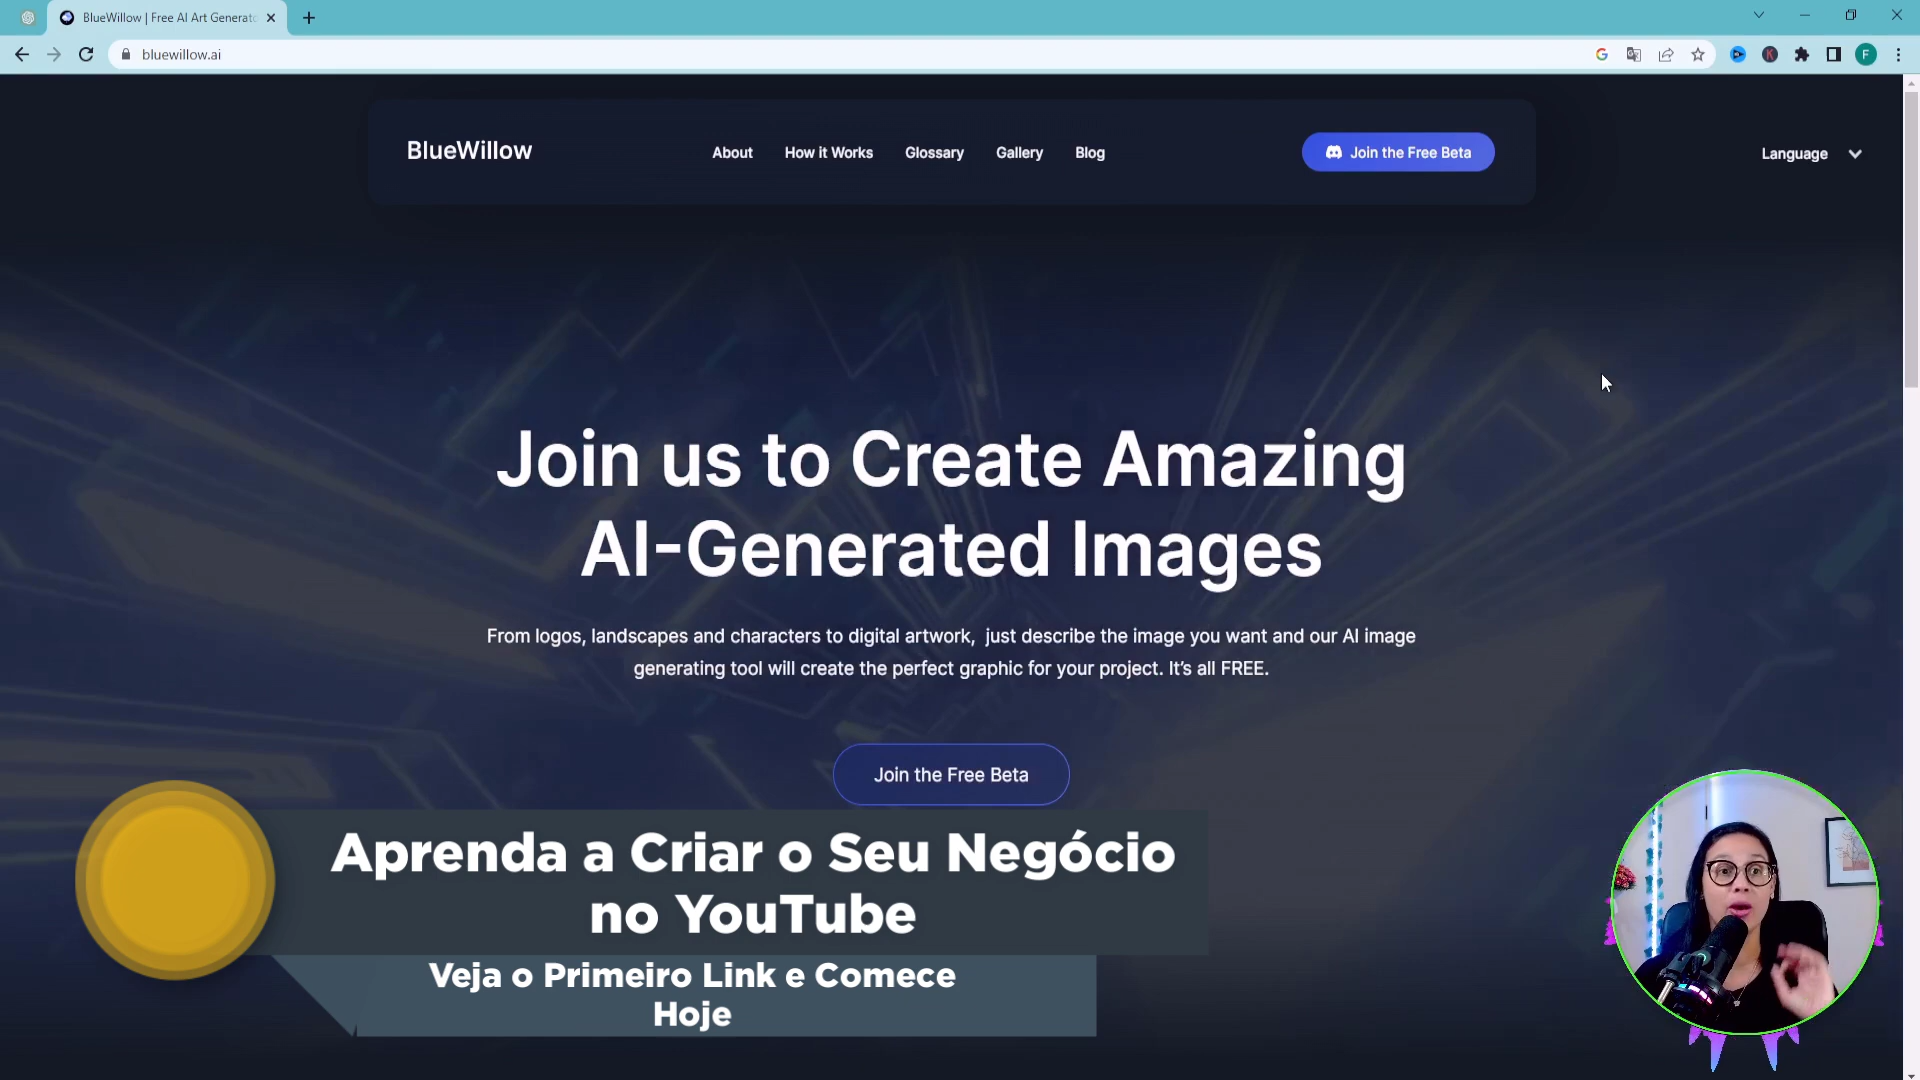 BlueWillow | Free AI Art Generato
bluewillow.ai
F
BlueWillow
About
How it Works
Glossary
Gallery
Blog
Join the Free Beta
Language
Join us to Create Amazing
AI-Generated Images
From logos, landscapes and characters to digital artwork, just describe the image you want and our AI image
generating tool will create the perfect graphic for your project. It's all FREE.
Join the Free Beta
Aprenda a Criar o Seu Negócio
no YouTube
Veja o Primeiro Link e Comece
Hoje